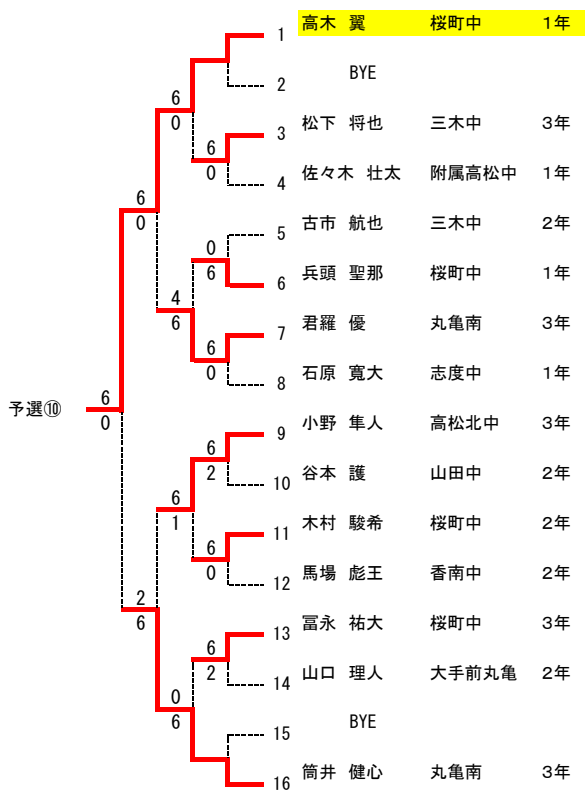 1 高木 翼 桜町中 1年
2 BYE
6
0
3 松下 将也 三木中 3年
6
0
4 佐々木 壮太 附属高松中 1年
6
0
5 古市 航也 三木中 2年
0
6
6 兵頭 聖那 桜町中 1年
4
6
7 君羅 優 丸亀南 3年
6
0
8 石原 寛大 志度中 1年
予選⑩
6
0
9 小野 隼人 高松北中 3年
6
2
10 谷本 護 山田中 2年
6
1
11 木村 駿希 桜町中 2年
6
0
12 馬場 彪王 香南中 2年
2
6
13 冨永 祐大 桜町中 3年
6
2
14 山口 理人 大手前丸亀 2年
0
6
15 BYE
16 筒井 健心 丸亀南 3年